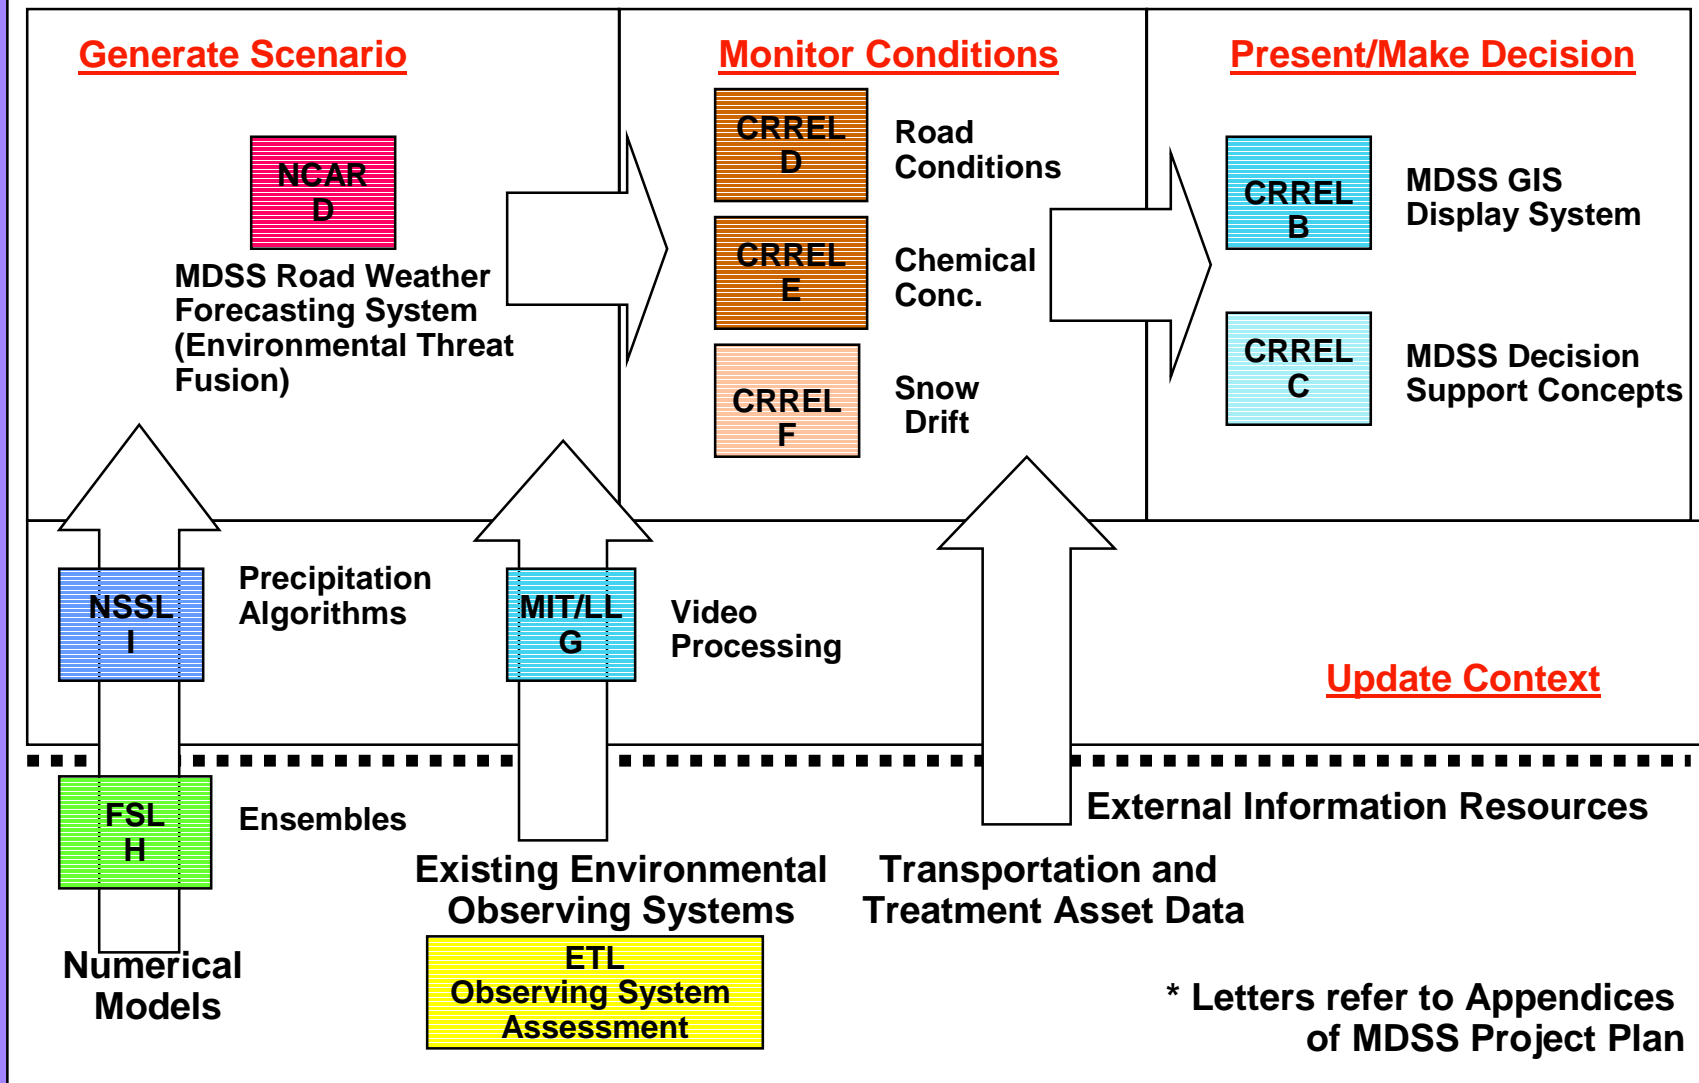 Generate Scenario
NCAR
D
MDSS Road Weather
Forecasting System
(Environmental Threat
Fusion)
Monitor Conditions
CRREL
D
Road
Conditions
CRREL
E
Chemical
Conc.
CRREL
F
Snow
Drift
Present/Make Decision
CRREL
B
MDSS GIS
Display System
CRREL
C
MDSS Decision
Support Concepts
NSSL
I
Precipitation
Algorithms
MIT/LL
G
Video
Processing
Update Context
FSL
H
Ensembles
External Information Resources
Numerical
Models
Existing Environmental
Observing Systems
ETL
Observing System
Assessment
Transportation and
Treatment Asset Data
* Letters refer to Appendices
of MDSS Project Plan